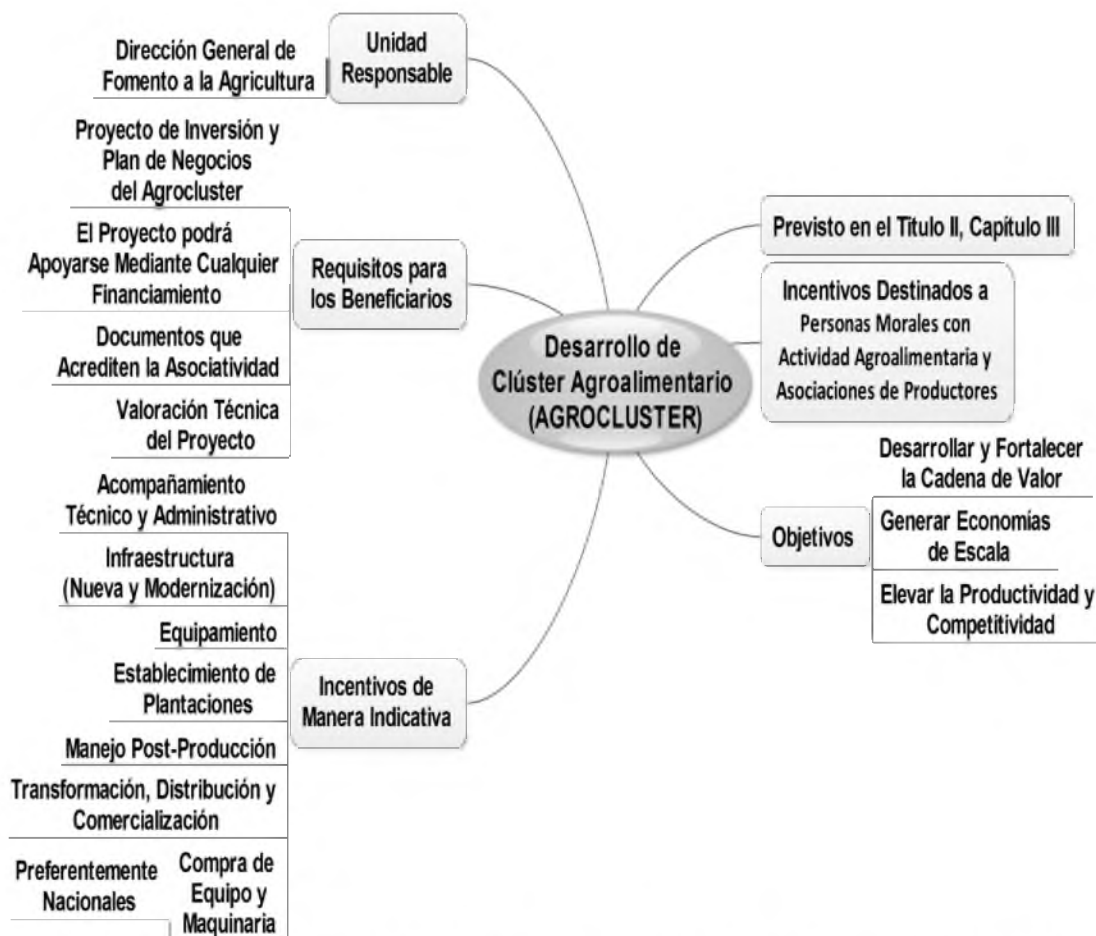 Unidad
Responsable
Dirección General de
Fomento a la Agricultura
Proyecto de Inversión y
Plan de Negocios
del Agrocluster
El Proyecto podrá
Apoyarse Mediante Cualquier
Financiamiento
Documentos que
Acrediten la Asociatividad
Valoración Técnica
del Proyecto
Requisitos para
los Beneficiarios
Acompañamiento
Técnico y Administrativo
Infraestructura
(Nueva y Modernización)
Equipamiento
Establecimiento de
Plantaciones
Manejo Post-Producción
Transformación, Distribución y
Comercialización
Preferentemente
Nacionales
Compra de
Equipo y
Maquinaria
Incentivos de
Manera Indicativa
Desarrollo de
Clúster Agroalimentario
(AGROCLUSTER)
Previsto en el Título II, Capítulo III
Incentivos Destinados a
Personas Morales con
Actividad Agroalimentaria y
Asociaciones de Productores
Objetivos
Desarrollar y Fortalecer
la Cadena de Valor
Generar Economías
de Escala
Elevar la Productividad y
Competitividad